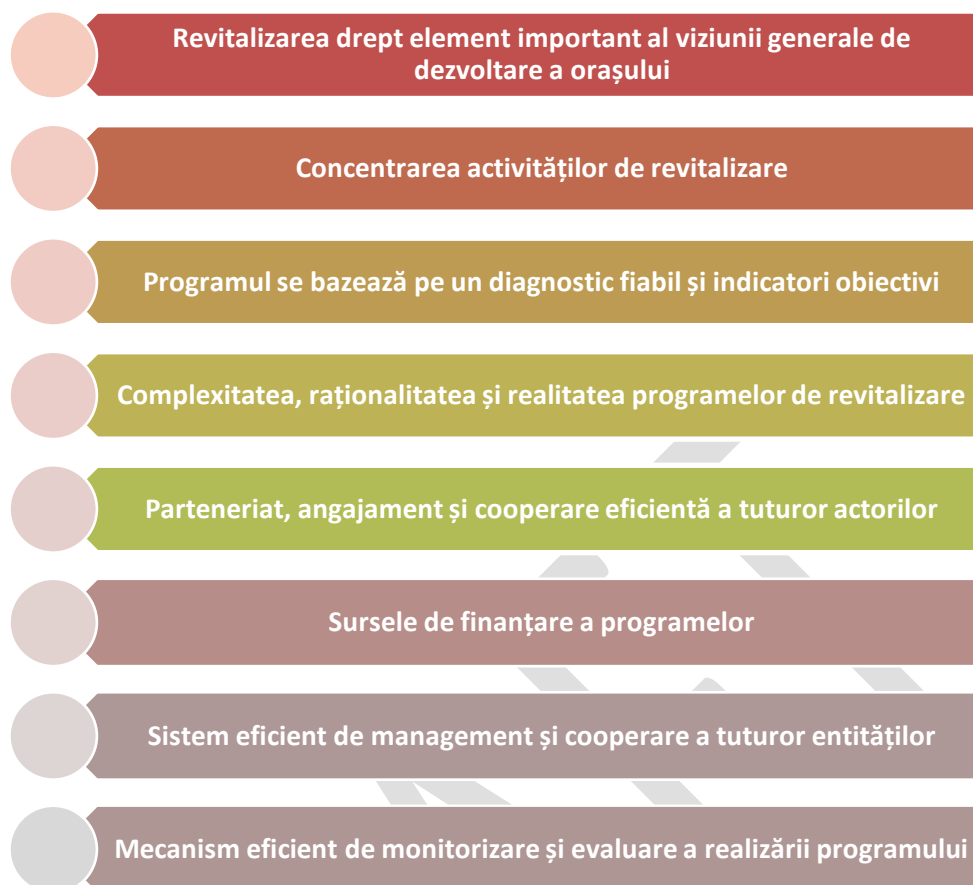 Revitalizarea drept element important al viziunii generale de
dezvoltare a orașului
Concentrarea activităților de revitalizare
Programul se bazează pe un diagnostic fiabil și indicatori obiectivi
Complexitatea, raționalitatea și realitatea programelor de revitalizare
Parteneriat, angajament și cooperare eficientă a tuturor actorilor
Sursele de finanțare a programelor
Sistem eficient de management și cooperare a tuturor entităților
Mecanism eficient de monitorizare și evaluare a realizării programului